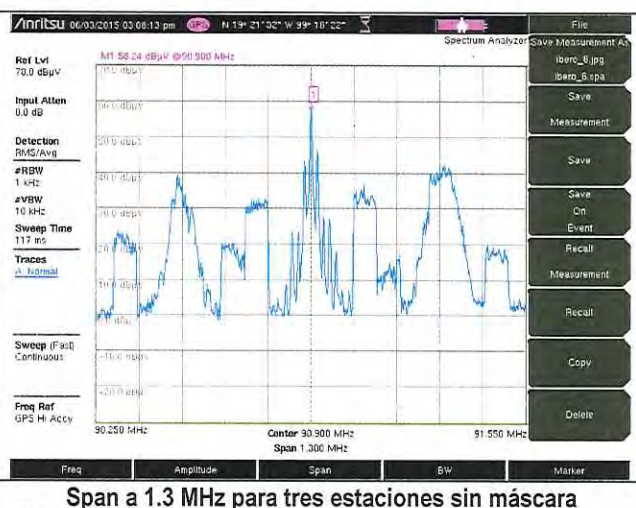 Anritsu 06/03/2015 03:08:13 pm GPS N 19° 21' 32" W 99° 16' 22"
Spectrum Analyzer
File
Ref Lvl
70.0 dBµV
M1 58.24 dBµV @90.900 MHz
Save Measurement As
ibero_6.jpg
ibero_6.spa
Input Atten
0.0 dB
Save
Measurement
Detection
RMS/Avg
#RBW
1 kHz
Save
#VBW
10 kHz
Save
On
Event
Sweep Time
117 ms
Traces
A: Normal
Recall
Measurement
Recall
Sweep (Fast)
Continuous
Copy
Freq Ref
GPS Hi Accy
Delete
1
90.250 MHz Center 90.900 MHz 91.550 MHz
Span 1.300 MHz
Freq Amplitude Span BW Marker
Span a 1.3 MHz para tres estaciones sin máscara